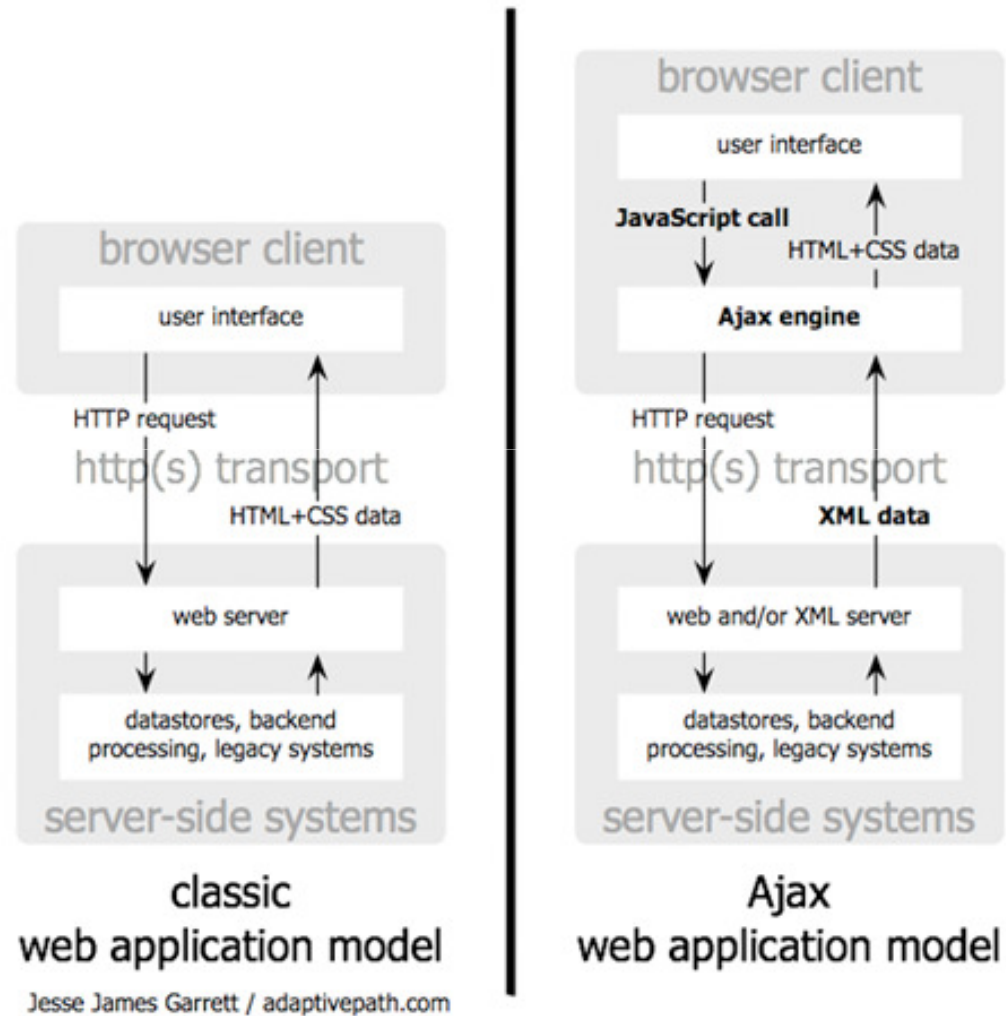 browser client
user interface
HTTP request
http(s) transport
HTML+CSS data
web server
datastores, backend
processing, legacy systems
server-side systems
classic
web application model
Jesse James Garrett / adaptivepath.com
browser client
user interface
JavaScript call
HTML+CSS data
Ajax engine
HTTP request
http(s) transport
XML data
web and/or XML server
datastores, backend
processing, legacy systems
server-side systems
Ajax
web application model